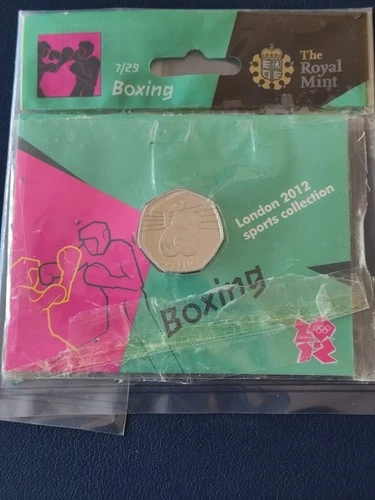 7/29
Boxing
The
Royal
Mint
London 2012
sports collection
Boxing